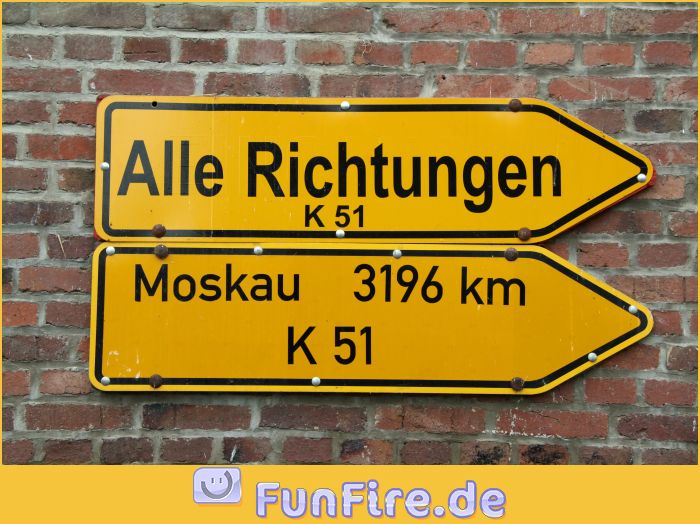 Alle Richtungen
K 51
Moskau 3196 km
K 51
FunFire.de